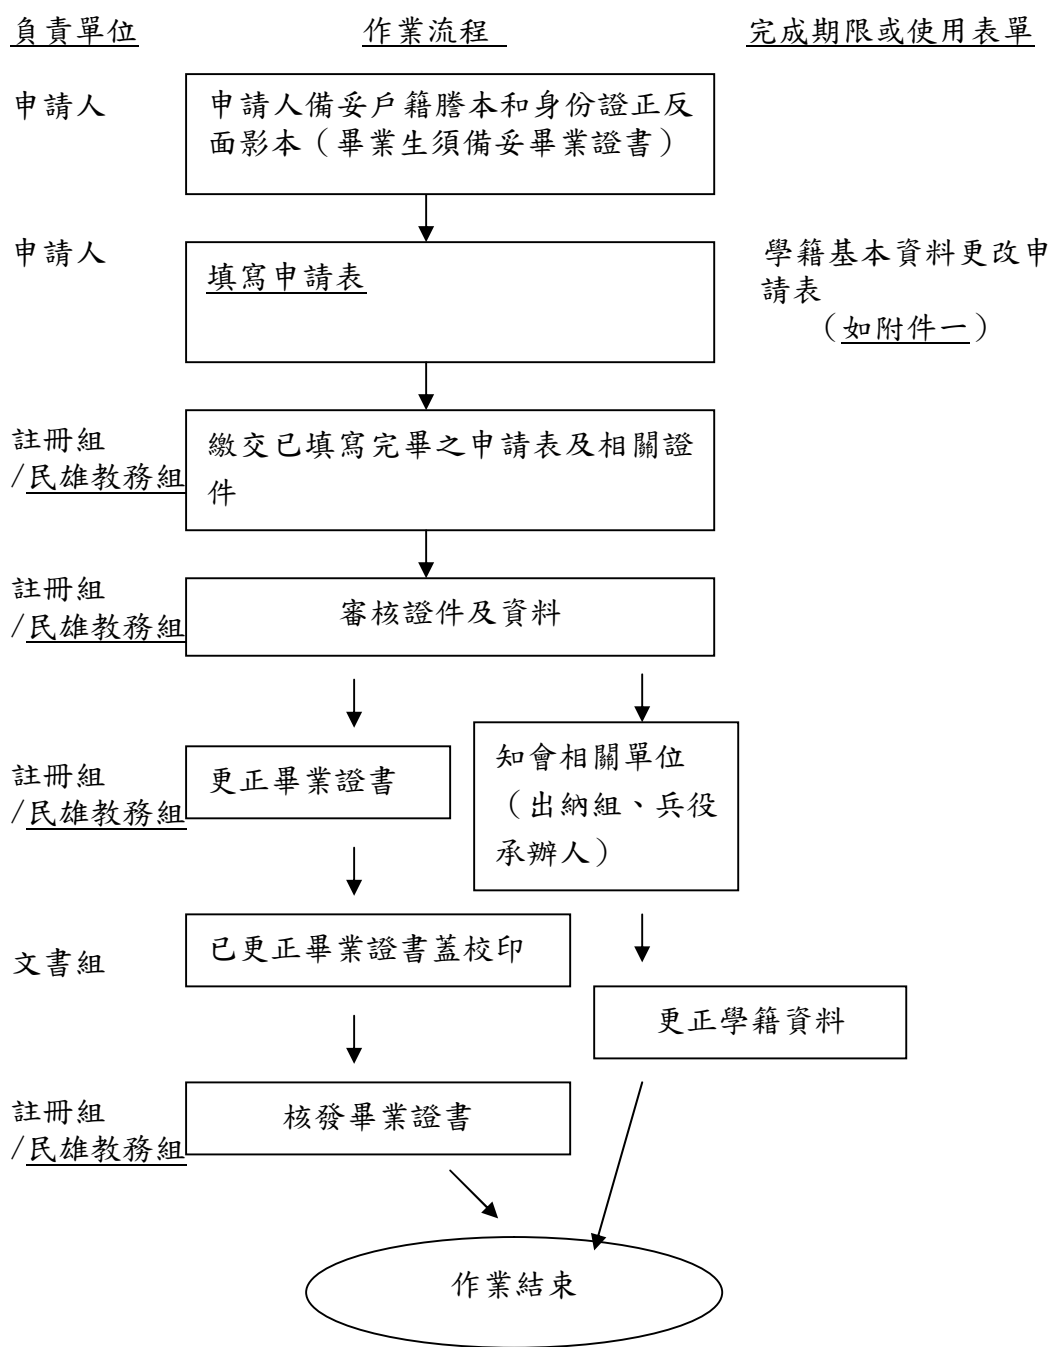 負責單位 作業流程 完成期限或使用表單
申請人
申請人備妥戶籍謄本和身份證正反
面影本（畢業生須備妥畢業證書）
申請人
填寫申請表
學籍基本資料更改申
請表
（如附件一）
註冊組
/民雄教務組
繳交已填寫完畢之申請表及相關證
件
註冊組
/民雄教務組
審核證件及資料
註冊組
/民雄教務組
更正畢業證書
知會相關單位
（出納組、兵役
承辦人）
文書組
已更正畢業證書蓋校印
更正學籍資料
註冊組
/民雄教務組
核發畢業證書
作業結束